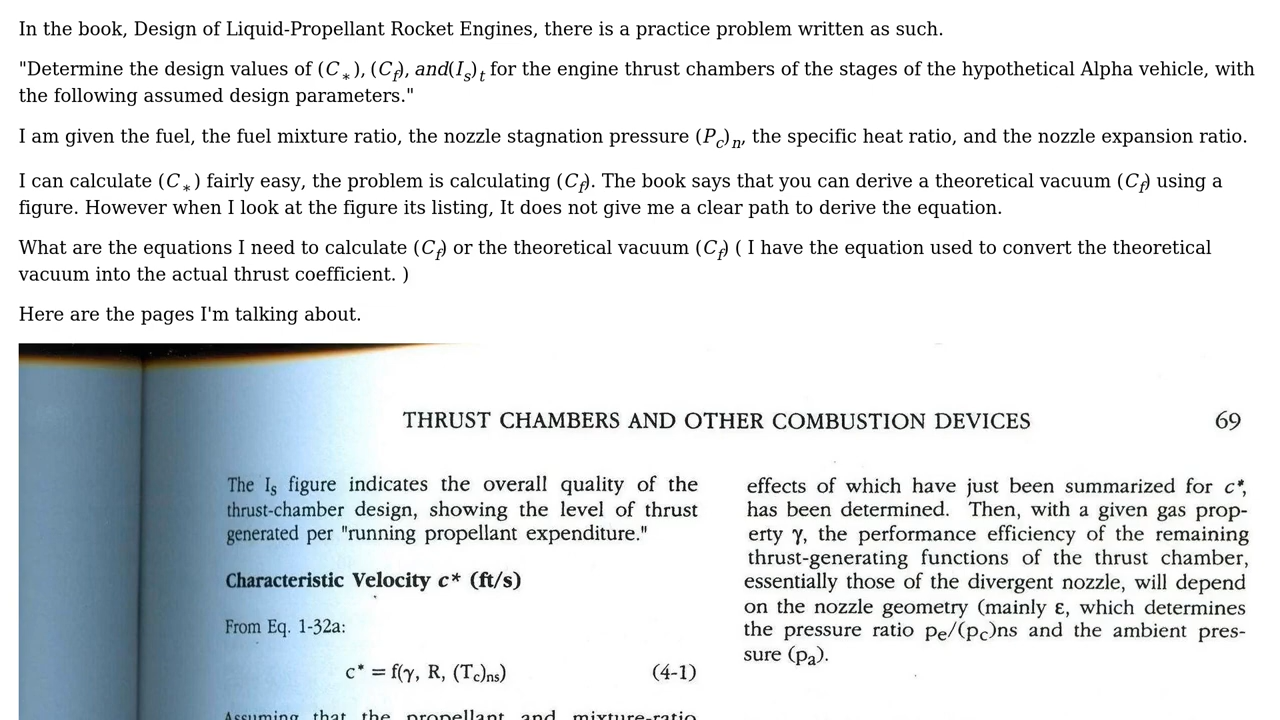 In the book, Design of Liquid-Propellant Rocket Engines, there is a practice problem written as such.
"Determine the design values of (C*), (Cf), and(Is)t for the engine thrust chambers of the stages of the hypothetical Alpha vehicle, with
the following assumed design parameters."
I am given the fuel, the fuel mixture ratio, the nozzle stagnation pressure (Pc)n, the specific heat ratio, and the nozzle expansion ratio.
I can calculate (C*) fairly easy, the problem is calculating (Cf). The book says that you can derive a theoretical vacuum (Cf) using a
figure. However when I look at the figure its listing, It does not give me a clear path to derive the equation.
What are the equations I need to calculate (Cf) or the theoretical vacuum (Cf) ( I have the equation used to convert the theoretical
vacuum into the actual thrust coefficient. )
Here are the pages I'm talking about.
THRUST CHAMBERS AND OTHER COMBUSTION DEVICES 69
The Is figure indicates the overall quality of the
thrust-chamber design, showing the level of thrust
generated per "running propellant expenditure."
Characteristic Velocity c* (ft/s)
From Eq. 1-32a:
c* = f(γ, R, (Tc)ns) (4-1)
Assuming that the propellant and mixture-ratio
effects of which have just been summarized for c*,
has been determined. Then, with a given gas prop-
erty γ, the performance efficiency of the remaining
thrust-generating functions of the thrust chamber,
essentially those of the divergent nozzle, will depend
on the nozzle geometry (mainly ε, which determines
the pressure ratio pe/(pc)ns and the ambient pres-
sure (pa).